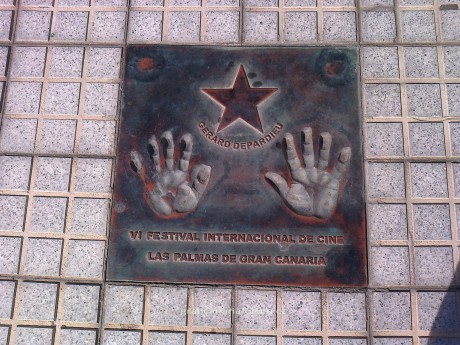 GERARD DEPARDIEU
VI FESTIVAL INTERNACIONAL DE CINE
LAS PALMAS DE GRAN CANARIA